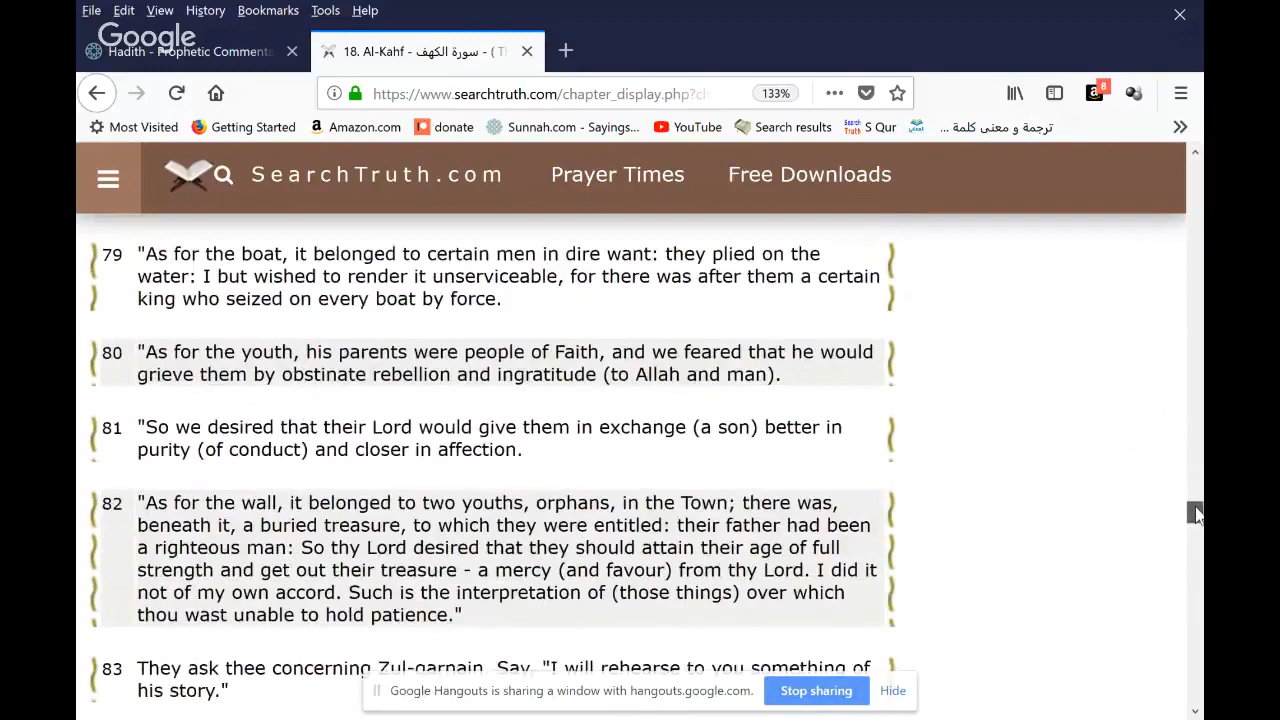 File Edit View History Bookmarks Tools Help
Google
Hadith - Prophetic Commenta
18. Al-Kahf - سورة الكهف - ( Th
https://www.searchtruth.com/chapter_display.php?ch 133%
8
Most Visited Getting Started Amazon.com donate Sunnah.com - Sayings,... YouTube Search results Search Truth S Qur ترجمة و معنى كلمة ...
SearchTruth.com Prayer Times Free Downloads
79 "As for the boat, it belonged to certain men in dire want: they plied on the
water: I but wished to render it unserviceable, for there was after them a certain
king who seized on every boat by force.
80 "As for the youth, his parents were people of Faith, and we feared that he would
grieve them by obstinate rebellion and ingratitude (to Allah and man).
81 "So we desired that their Lord would give them in exchange (a son) better in
purity (of conduct) and closer in affection.
82 "As for the wall, it belonged to two youths, orphans, in the Town; there was,
beneath it, a buried treasure, to which they were entitled: their father had been
a righteous man: So thy Lord desired that they should attain their age of full
strength and get out their treasure - a mercy (and favour) from thy Lord. I did it
not of my own accord. Such is the interpretation of (those things) over which
thou wast unable to hold patience."
83 They ask thee concerning Zul-qarnain. Say, "I will rehearse to you something of
his story."
Google Hangouts is sharing a window with hangouts.google.com. Stop sharing Hide